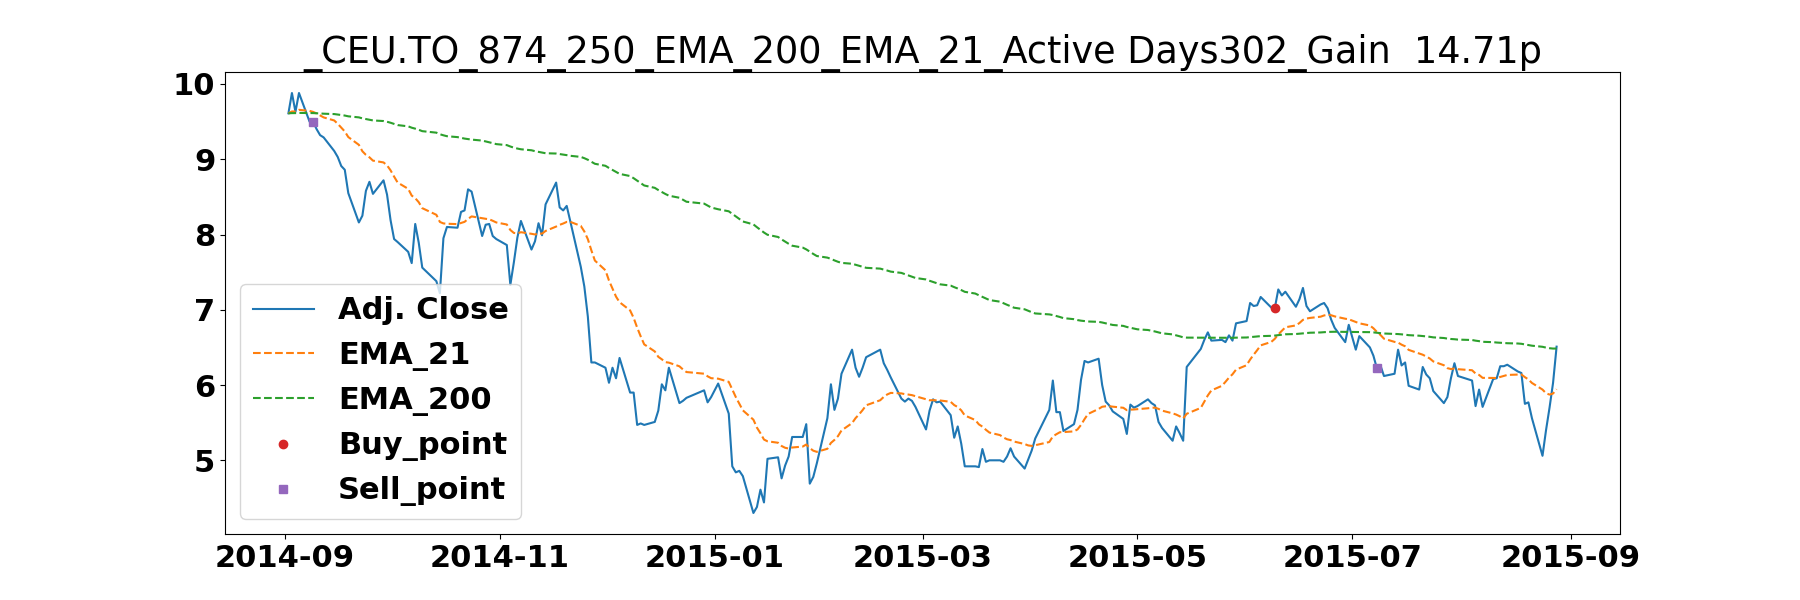 _CEU.TO_874_250_EMA_200_EMA_21_Active Days302_Gain  14.71p
10
9
8
7
6
5
Adj. Close
EMA_21
EMA_200
Buy_point
Sell_point
2014-09 2014-11 2015-01 2015-03 2015-05 2015-07 2015-09